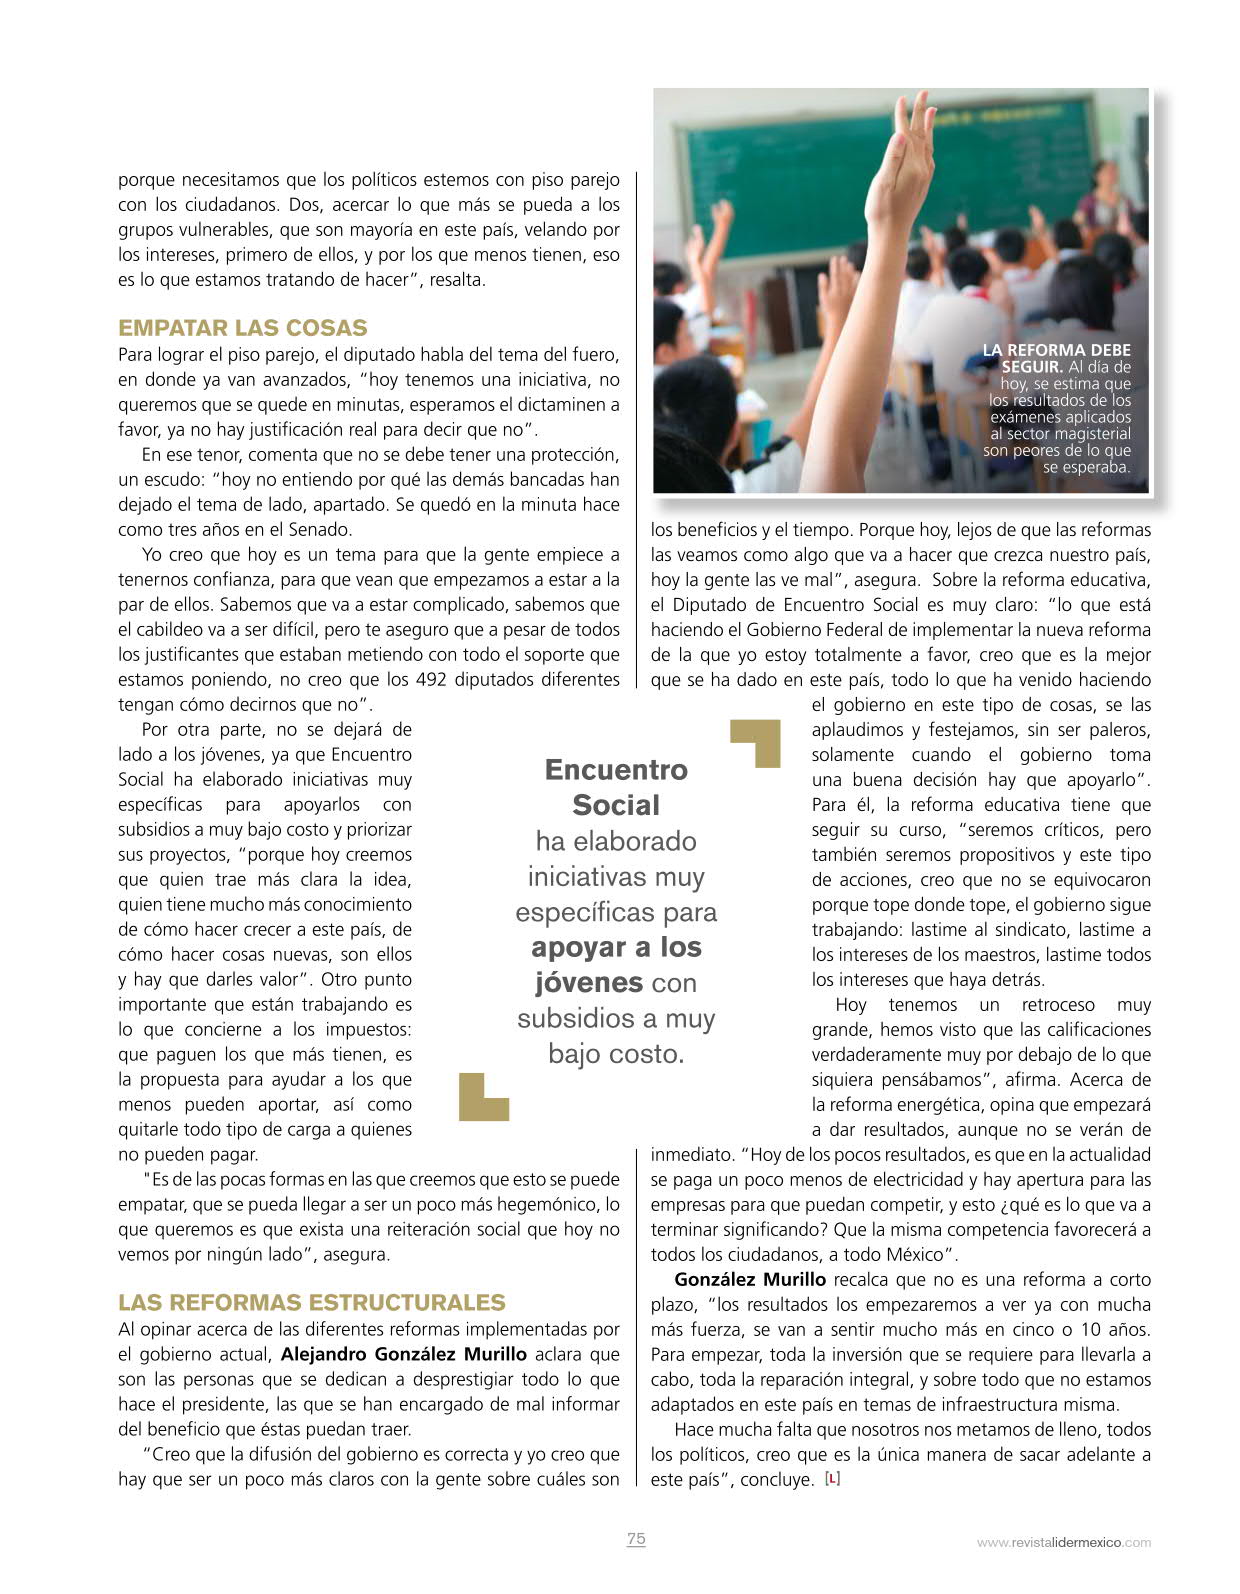 porque necesitamos que los políticos estemos con piso parejo
con los ciudadanos. Dos, acercar lo que más se pueda a los
grupos vulnerables, que son mayoría en este país, velando por
los intereses, primero de ellos, y por los que menos tienen, eso
es lo que estamos tratando de hacer”, resalta.
EMPATAR LAS COSAS
Para lograr el piso parejo, el diputado habla del tema del fuero,
en donde ya van avanzados, “hoy tenemos una iniciativa, no
queremos que se quede en minutas, esperamos el dictaminen a
favor, ya no hay justificación real para decir que no”.
En ese tenor, comenta que no se debe tener una protección,
un escudo: “hoy no entiendo por qué las demás bancadas han
dejado el tema de lado, apartado. Se quedó en la minuta hace
como tres años en el Senado.
Yo creo que hoy es un tema para que la gente empiece a
tenernos confianza, para que vean que empezamos a estar a la
par de ellos. Sabemos que va a estar complicado, sabemos que
el cabildeo va a ser difícil, pero te aseguro que a pesar de todos
los justificantes que estaban metiendo con todo el soporte que
estamos poniendo, no creo que los 492 diputados diferentes
tengan cómo decirnos que no”.
Por otra parte, no se dejará de
lado a los jóvenes, ya que Encuentro
Social ha elaborado iniciativas muy
específicas para apoyarlos con
subsidios a muy bajo costo y priorizar
sus proyectos, “porque hoy creemos
que quien trae más clara la idea,
quien tiene mucho más conocimiento
de cómo hacer crecer a este país, de
cómo hacer cosas nuevas, son ellos
y hay que darles valor”. Otro punto
importante que están trabajando es
lo que concierne a los impuestos:
que paguen los que más tienen, es
la propuesta para ayudar a los que
menos pueden aportar, así como
quitarle todo tipo de carga a quienes
no pueden pagar.
"Es de las pocas formas en las que creemos que esto se puede
empatar, que se pueda llegar a ser un poco más hegemónico, lo
que queremos es que exista una reiteración social que hoy no
vemos por ningún lado”, asegura.
LAS REFORMAS ESTRUCTURALES
Al opinar acerca de las diferentes reformas implementadas por
el gobierno actual, Alejandro González Murillo aclara que
son las personas que se dedican a desprestigiar todo lo que
hace el presidente, las que se han encargado de mal informar
del beneficio que éstas puedan traer.
“Creo que la difusión del gobierno es correcta y yo creo que
hay que ser un poco más claros con la gente sobre cuáles son
Encuentro
Social
ha elaborado
iniciativas muy
específicas para
apoyar a los
jóvenes con
subsidios a muy
bajo costo.
LA REFORMA DEBE
SEGUIR. Al día de
hoy, se estima que
los resultados de los
exámenes aplicados
al sector magisterial
son peores de lo que
se esperaba.
los beneficios y el tiempo. Porque hoy, lejos de que las reformas
las veamos como algo que va a hacer que crezca nuestro país,
hoy la gente las ve mal”, asegura. Sobre la reforma educativa,
el Diputado de Encuentro Social es muy claro: “lo que está
haciendo el Gobierno Federal de implementar la nueva reforma
de la que yo estoy totalmente a favor, creo que es la mejor
que se ha dado en este país, todo lo que ha venido haciendo
el gobierno en este tipo de cosas, se las
aplaudimos y festejamos, sin ser paleros,
solamente cuando el gobierno toma
una buena decisión hay que apoyarlo”.
Para él, la reforma educativa tiene que
seguir su curso, “seremos críticos, pero
también seremos propositivos y este tipo
de acciones, creo que no se equivocaron
porque tope donde tope, el gobierno sigue
trabajando: lastime al sindicato, lastime a
los intereses de los maestros, lastime todos
los intereses que haya detrás.
Hoy tenemos un retroceso muy
grande, hemos visto que las calificaciones
verdaderamente muy por debajo de lo que
siquiera pensábamos”, afirma. Acerca de
la reforma energética, opina que empezará
a dar resultados, aunque no se verán de
inmediato. “Hoy de los pocos resultados, es que en la actualidad
se paga un poco menos de electricidad y hay apertura para las
empresas para que puedan competir, y esto ¿qué es lo que va a
terminar significando? Que la misma competencia favorecerá a
todos los ciudadanos, a todo México”.
González Murillo recalca que no es una reforma a corto
plazo, “los resultados los empezaremos a ver ya con mucha
más fuerza, se van a sentir mucho más en cinco o 10 años.
Para empezar, toda la inversión que se requiere para llevarla a
cabo, toda la reparación integral, y sobre todo que no estamos
adaptados en este país en temas de infraestructura misma.
Hace mucha falta que nosotros nos metamos de lleno, todos
los políticos, creo que es la única manera de sacar adelante a
este país”, concluye. [L]
75
www.revistalidermexico.com